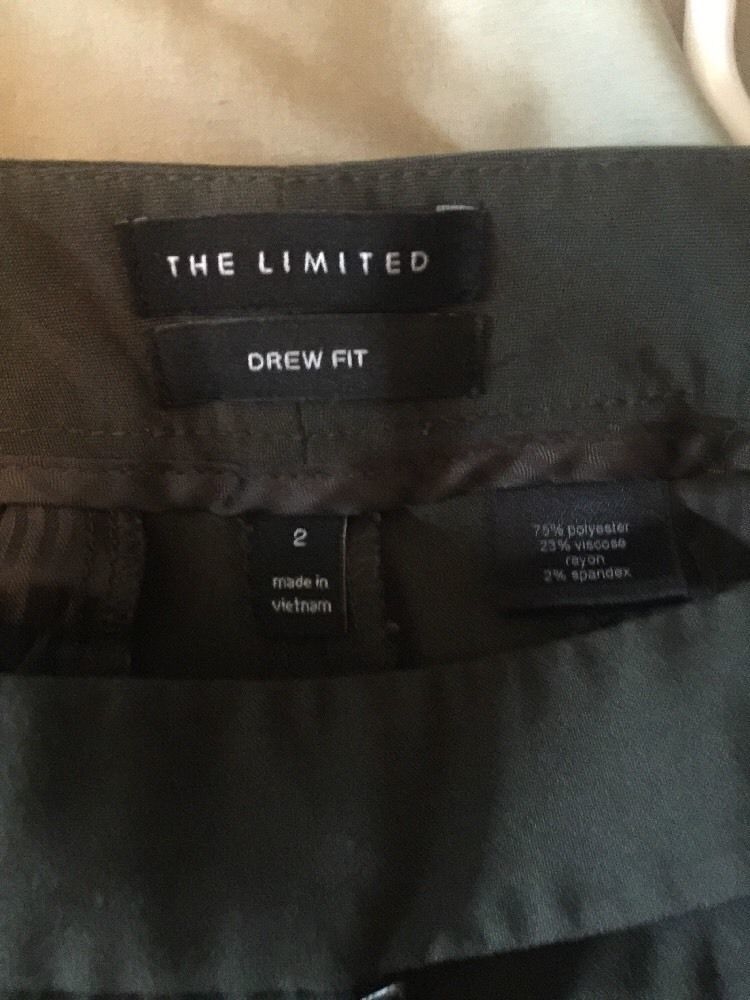 THE LIMITED
DREW FIT
2
made in
vietnam
75% polyester
23% viscose
rayon
2% spandex